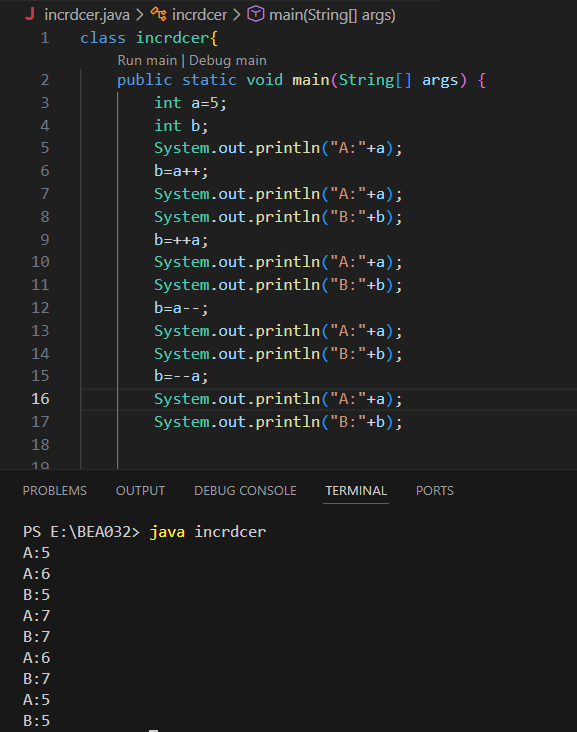 incrdcer.java > incrdcer > main(String[] args)
1 class incrdcer{
Run main | Debug main
2 public static void main(String[] args) {
3 int a=5;
4 int b;
5 System.out.println("A:"+a);
6 b=a++;
7 System.out.println("A:"+a);
8 System.out.println("B:"+b);
9 b=++a;
10 System.out.println("A:"+a);
11 System.out.println("B:"+b);
12 b=a--;
13 System.out.println("A:"+a);
14 System.out.println("B:"+b);
15 b=--a;
16 System.out.println("A:"+a);
17 System.out.println("B:"+b);
18
19
PROBLEMS OUTPUT DEBUG CONSOLE TERMINAL PORTS
PS E:\BEA032> java incrdcer
A:5
A:6
B:5
A:7
B:7
A:6
B:7
A:5
B:5